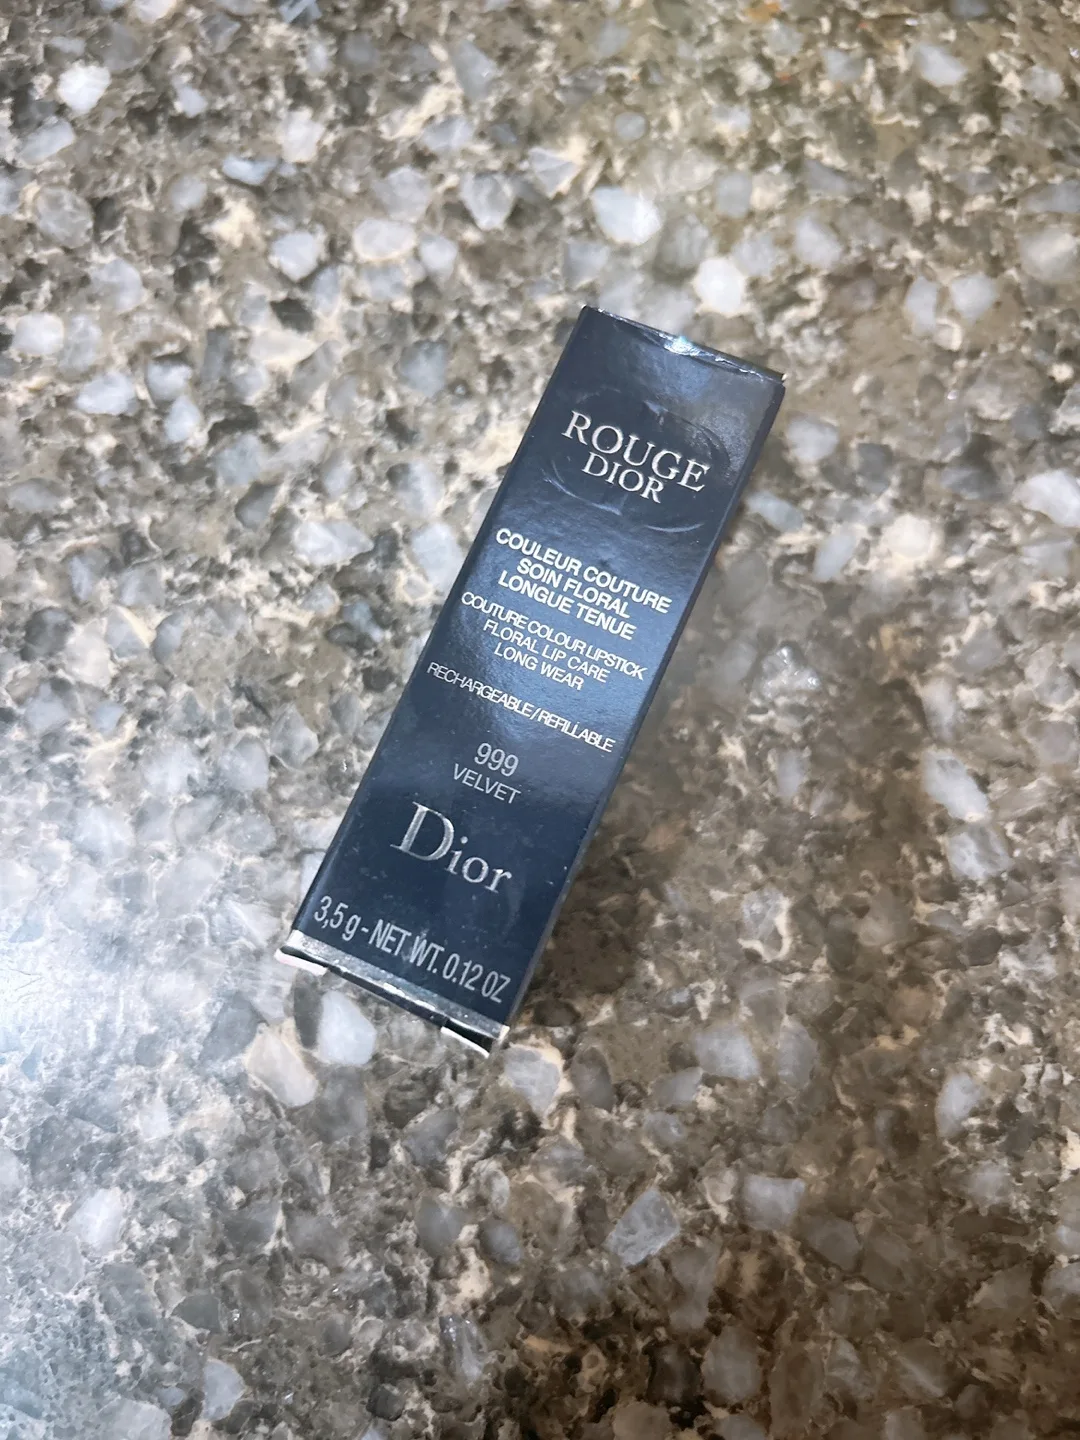 ROUGE
DIOR
COULEUR COUTURE
SOIN FLORAL
LONGUE TENUE
COUTURE COLOUR LIPSTICK
FLORAL LIP CARE
LONG WEAR
RECHARGEABLE / REFILLABLE
999
VELVET
Dior
3,5 g - NET WT. 0.12 OZ